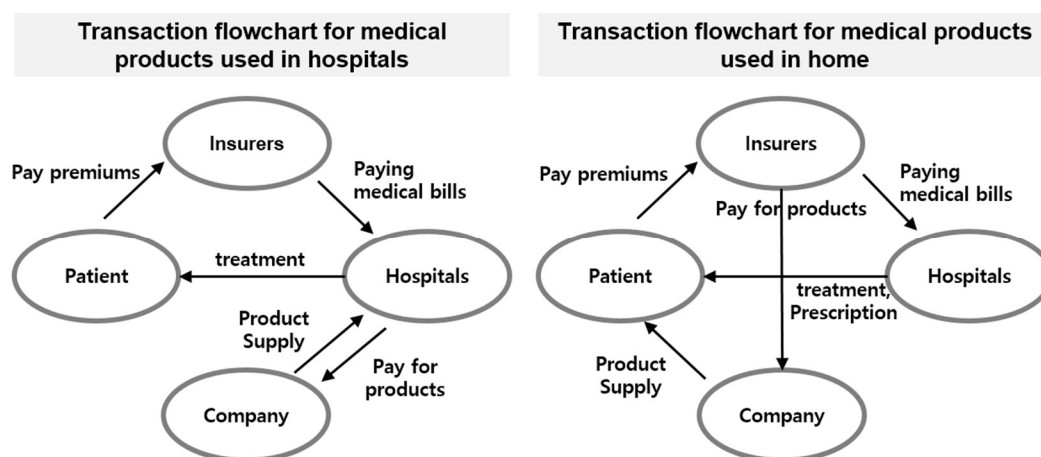 Transaction flowchart for medical
products used in hospitals
Insurers
Pay premiums
Paying
medical bills
Patient
treatment
Hospitals
Product
Supply
Pay for
products
Company
Transaction flowchart for medical products
used in home
Insurers
Pay premiums
Paying
medical bills
Pay for products
Patient
Hospitals
treatment,
Prescription
Product
Supply
Company